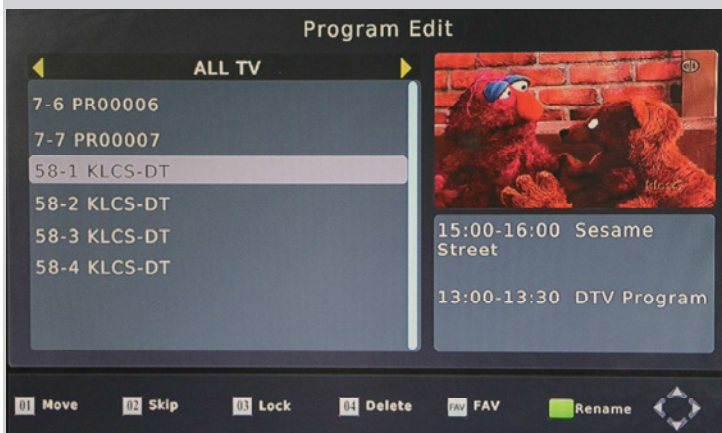 Program Edit
ALL TV
7-6 PR00006
7-7 PR00007
58-1 KLCS-DT
58-2 KLCS-DT
58-3 KLCS-DT
58-4 KLCS-DT
15:00-16:00 Sesame
Street
13:00-13:30 DTV Program
01 Move
02 Skip
03 Lock
04 Delete
FAV FAV
Rename